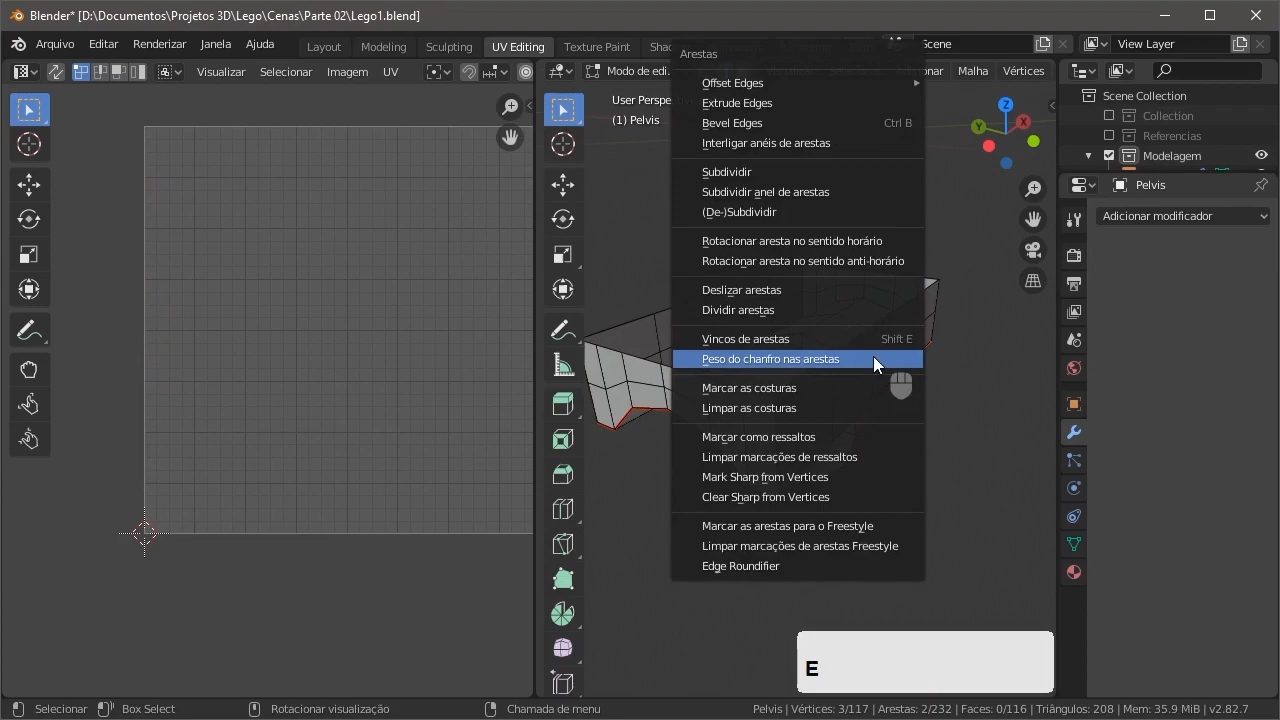 Blender* [D:\Documentos\Projetos 3D\Lego\Cenas\Parte 02\Lego1.blend]
Arquivo Editar Renderizar Janela Ajuda Layout Modeling Sculpting UV Editing Texture Paint Sha Scene View Layer
Visualizar Selecionar Imagem UV Modo de edi. Malha Vértices
User Perspe
(1) Pelvis
Arestas
Offset Edges
Extrude Edges
Bevel Edges Ctrl B
Interligar anéis de arestas
Subdividir
Subdividir anel de arestas
(De-)Subdividir
Rotacionar aresta no sentido horário
Rotacionar aresta no sentido anti-horário
Deslizar arestas
Dividir arestas
Vincos de arestas Shift E
Peso do chanfro nas arestas
Marcar as costuras
Limpar as costuras
Marcar como ressaltos
Limpar marcações de ressaltos
Mark Sharp from Vertices
Clear Sharp from Vertices
Marcar as arestas para o Freestyle
Limpar marcações de arestas Freestyle
Edge Roundifier
Z
Y
X
Scene Collection
Collection
Referencias
Modelagem
Pelvis
Adicionar modificador
E
Selecionar Box Select Rotacionar visualização Chamada de menu Pelvis | Vértices: 3/117 | Arestas: 2/232 | Faces: 0/116 | Triângulos: 208 | Mem: 35.9 MiB | v2.82.7